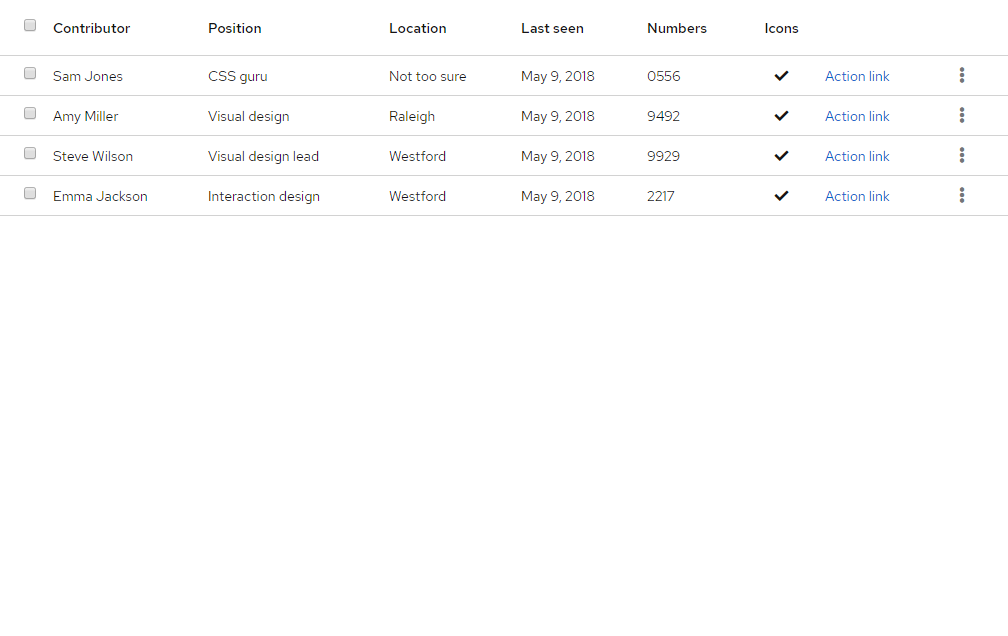 Contributor Position Location Last seen Numbers Icons
Sam Jones CSS guru Not too sure May 9, 2018 0556 Action link
Amy Miller Visual design Raleigh May 9, 2018 9492 Action link
Steve Wilson Visual design lead Westford May 9, 2018 9929 Action link
Emma Jackson Interaction design Westford May 9, 2018 2217 Action link